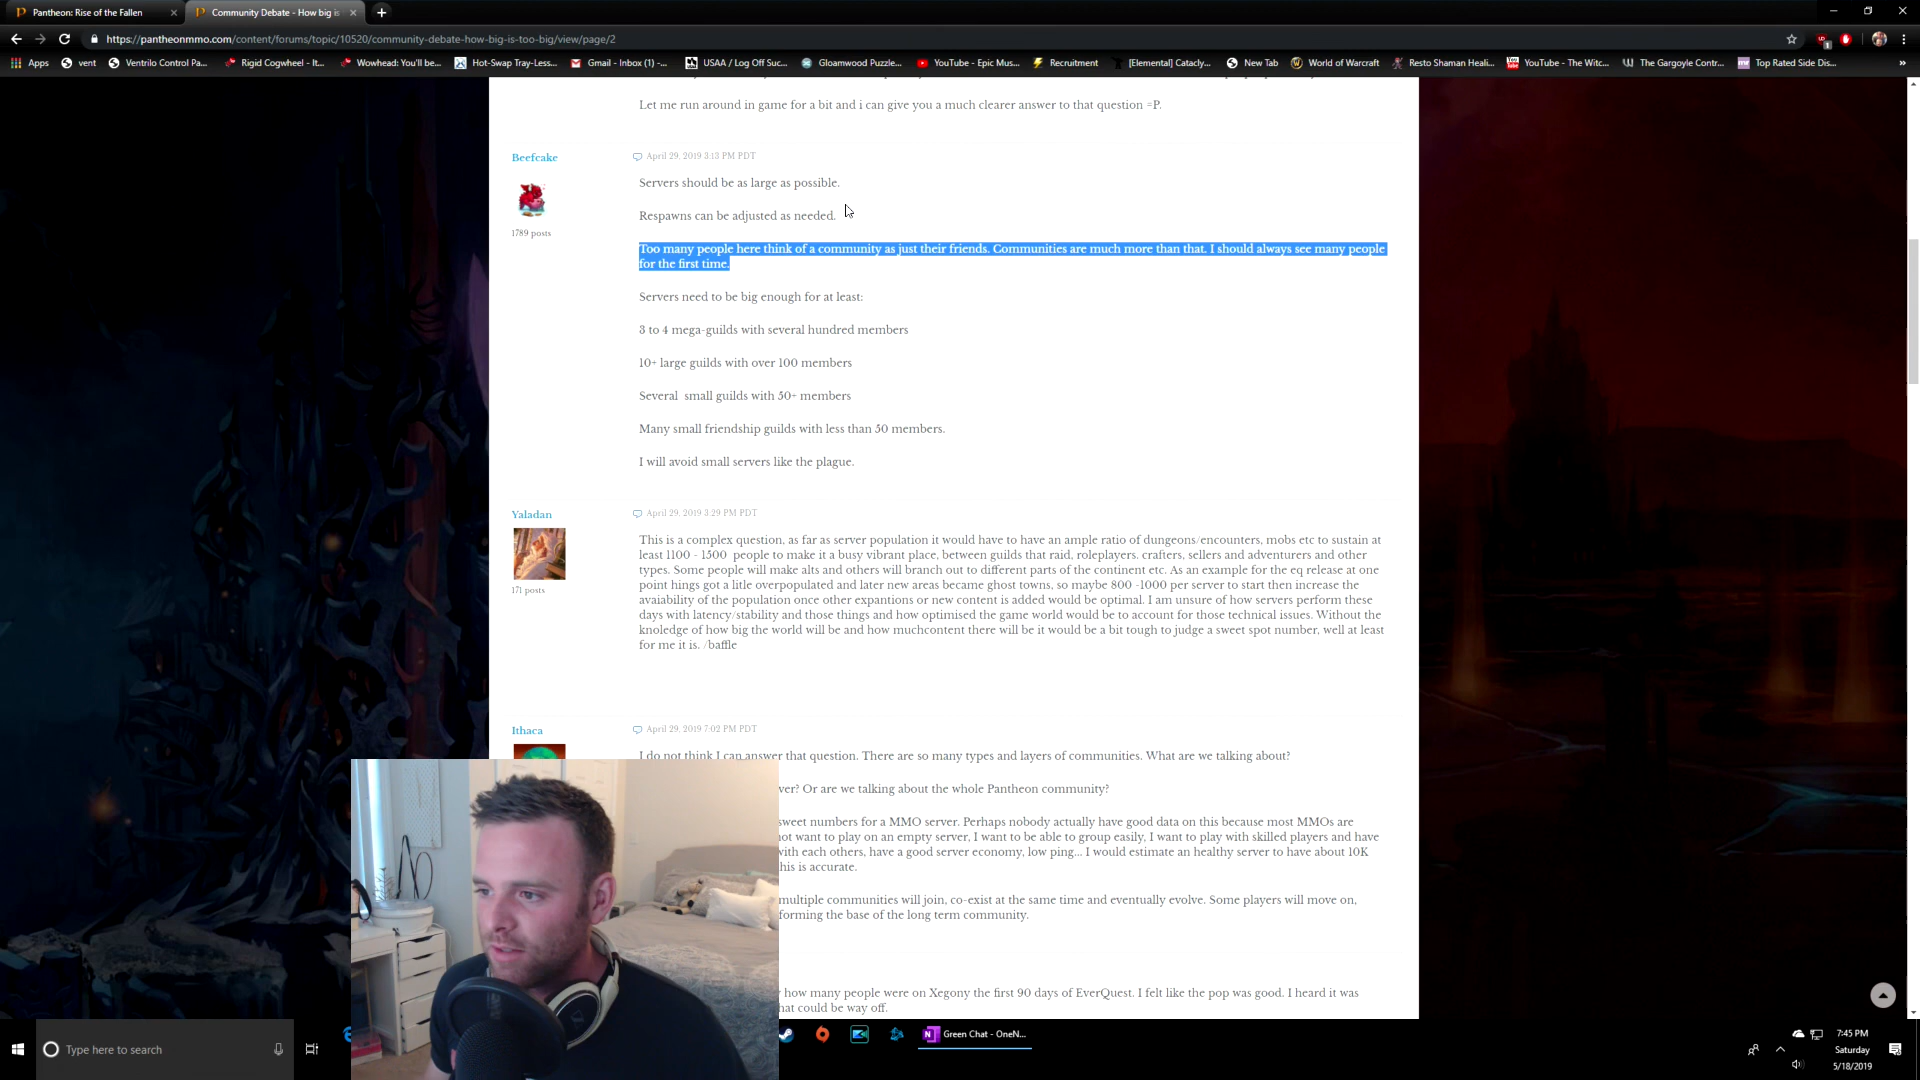 Pantheon: Rise of the Fallen
Community Debate - How big is
https://pantheonmmo.com/content/forums/topic/10520/community-debate-how-big-is-too-big/view/page/2
Apps
vent
Ventrilo Control Pa...
Rigid Cogwheel - It...
Wowhead: You'll be...
Hot-Swap Tray-Less...
Gmail - Inbox (1) -...
USAA / Log Off Suc...
Gloamwood Puzzle...
YouTube - Epic Mus...
Recruitment
[Elemental] Catacly...
New Tab
World of Warcraft
Resto Shaman Heali...
YouTube - The Witc...
The Gargoyle Contr...
Top Rated Side Dis...
Let me run around in game for a bit and i can give you a much clearer answer to that question =P.
Beefcake
April 29, 2019 3:13 PM PDT
1789 posts
Servers should be as large as possible.
Respawns can be adjusted as needed.
Too many people here think of a community as just their friends. Communities are much more than that. I should always see many people
for the first time.
Servers need to be big enough for at least:
3 to 4 mega-guilds with several hundred members
10+ large guilds with over 100 members
Several  small guilds with 50+ members
Many small friendship guilds with less than 50 members.
I will avoid small servers like the plague.
Yaladan
April 29, 2019 3:29 PM PDT
171 posts
This is a complex question, as far as server population it would have to have an ample ratio of dungeons/encounters, mobs etc to sustain at
least 1100 - 1500  people to make it a busy vibrant place, between guilds that raid, roleplayers. crafters, sellers and adventurers and other
types. Some people will make alts and others will branch out to different parts of the continent etc. As an example for the eq release at one
point hings got a litle overpopulated and later new areas became ghost towns, so maybe 800 -1000 per server to start then increase the
avaiability of the population once other expantions or new content is added would be optimal. I am unsure of how servers perform these
days with latency/stability and those things and how optimised the game world would be to account for those technical issues. Without the
knoledge of how big the world will be and how muchcontent there will be it would be a bit tough to judge a sweet spot number, well at least
for me it is. /baffle
Ithaca
April 29, 2019 7:02 PM PDT
I do not think I can answer that question. There are so many types and layers of communities. What are we talking about?
ver? Or are we talking about the whole Pantheon community?
sweet numbers for a MMO server. Perhaps nobody actually have good data on this because most MMOs are
not want to play on an empty server, I want to be able to group easily, I want to play with skilled players and have
with each others, have a good server economy, low ping... I would estimate an healthy server to have about 10K
his is accurate.
multiple communities will join, co-exist at the same time and eventually evolve. Some players will move on,
forming the base of the long term community.
how many people were on Xegony the first 90 days of EverQuest. I felt like the pop was good. I heard it was
hat could be way off.
Type here to search
Green Chat - OneN...
7:45 PM
Saturday
5/18/2019